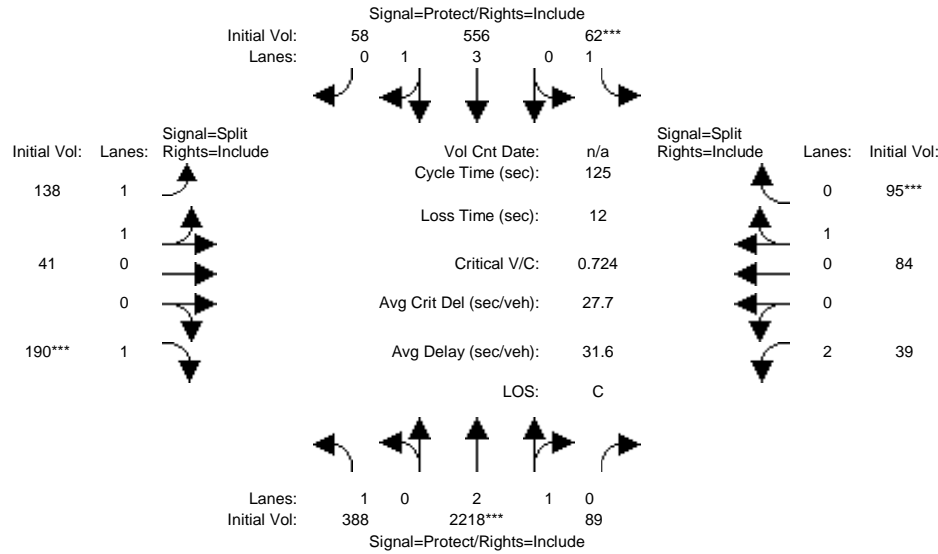 Signal=Protect/Rights=Include
Initial Vol: 58 556 62***
Lanes: 0 1 3 0 1
Signal=Split
Initial Vol: Lanes: Rights=Include
Vol Cnt Date: n/a
Signal=Split
Rights=Include Lanes: Initial Vol:
Cycle Time (sec): 125
138 1
0 95***
Loss Time (sec): 12
1
1
41 0
Critical V/C: 0.724
0 84
0
Avg Crit Del (sec/veh): 27.7
0
190*** 1
Avg Delay (sec/veh): 31.6
2 39
LOS: C
Lanes: 1 0 2 1 0
Initial Vol: 388 2218*** 89
Signal=Protect/Rights=Include